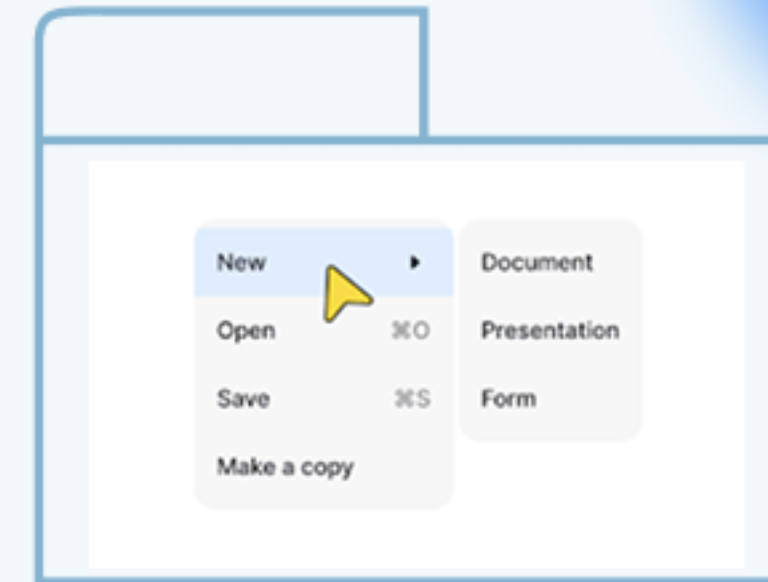 New
Open ⌘O
Save ⌘S
Make a copy
Document
Presentation
Form